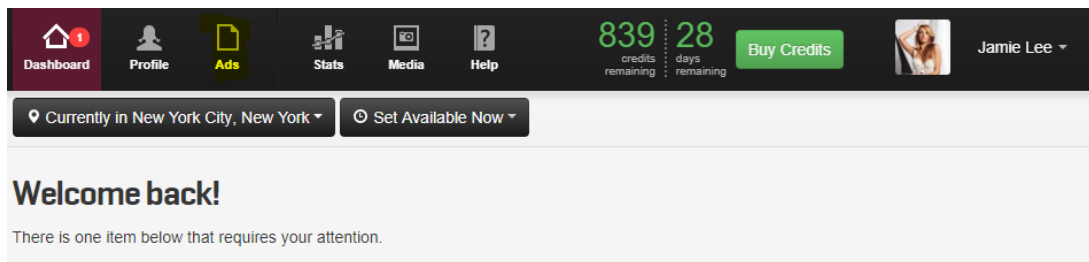 1
Dashboard Profile Ads Stats Media Help
839 credits remaining
28 days remaining
Buy Credits
Jamie Lee
Currently in New York City, New York
Set Available Now
Welcome back!
There is one item below that requires your attention.